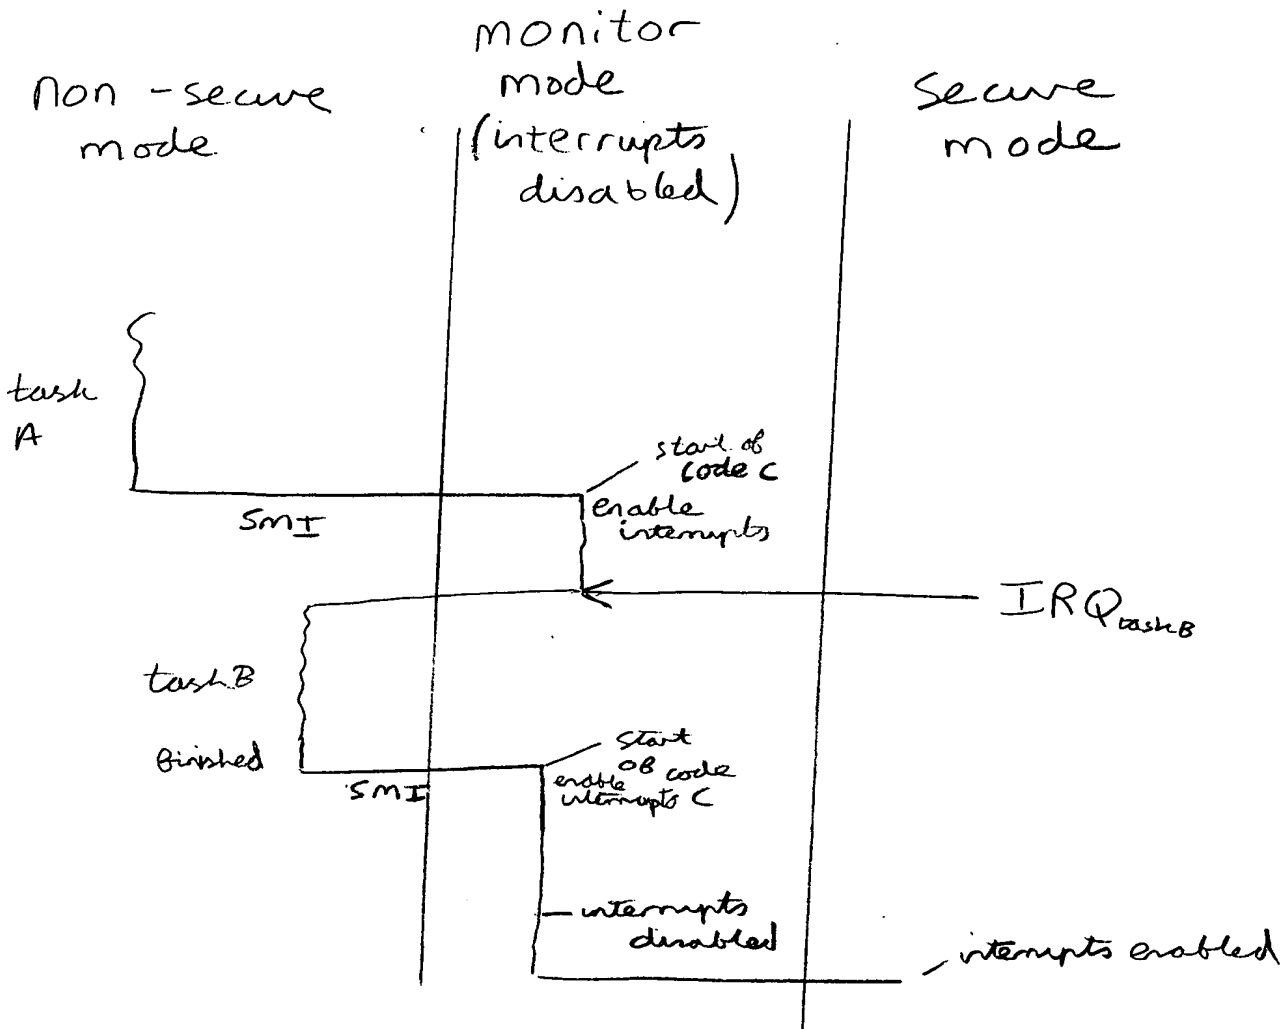 non-secure
mode
monitor
mode
(interrupts
disabled)
secure
mode
task
A
start of
code C
SMI
enable
interrupts
IRQ task B
task B
finished
start
of code
C
SMI
enable
interrupts
interrupts
disabled
interrupts enabled